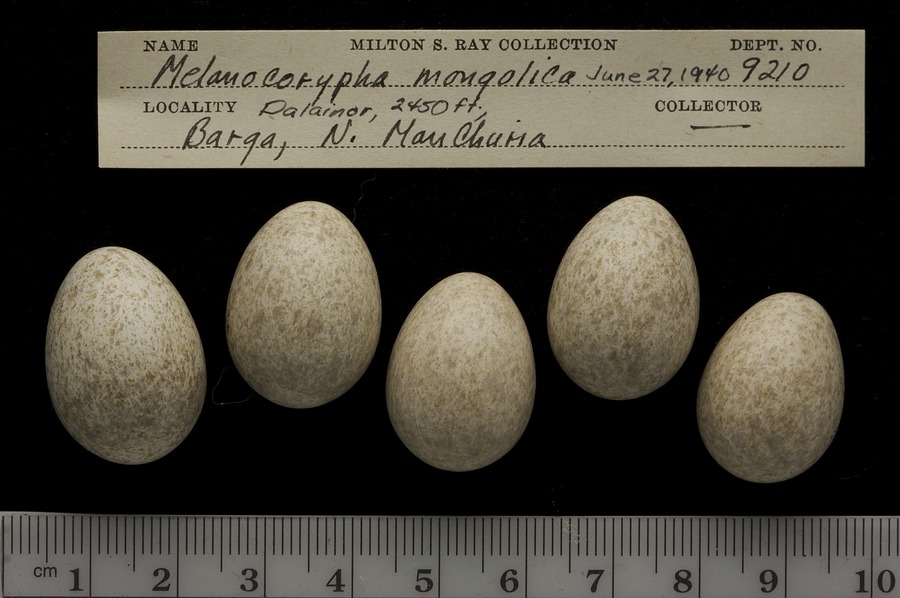 NAME MILTON S. RAY COLLECTION DEPT. NO.
Melanocorypha mongolica June 27, 1940 9210
LOCALITY Dalainor, 2450 ft. COLLECTOR
Barga, N. Manchuria
cm 1 2 3 4 5 6 7 8 9 10